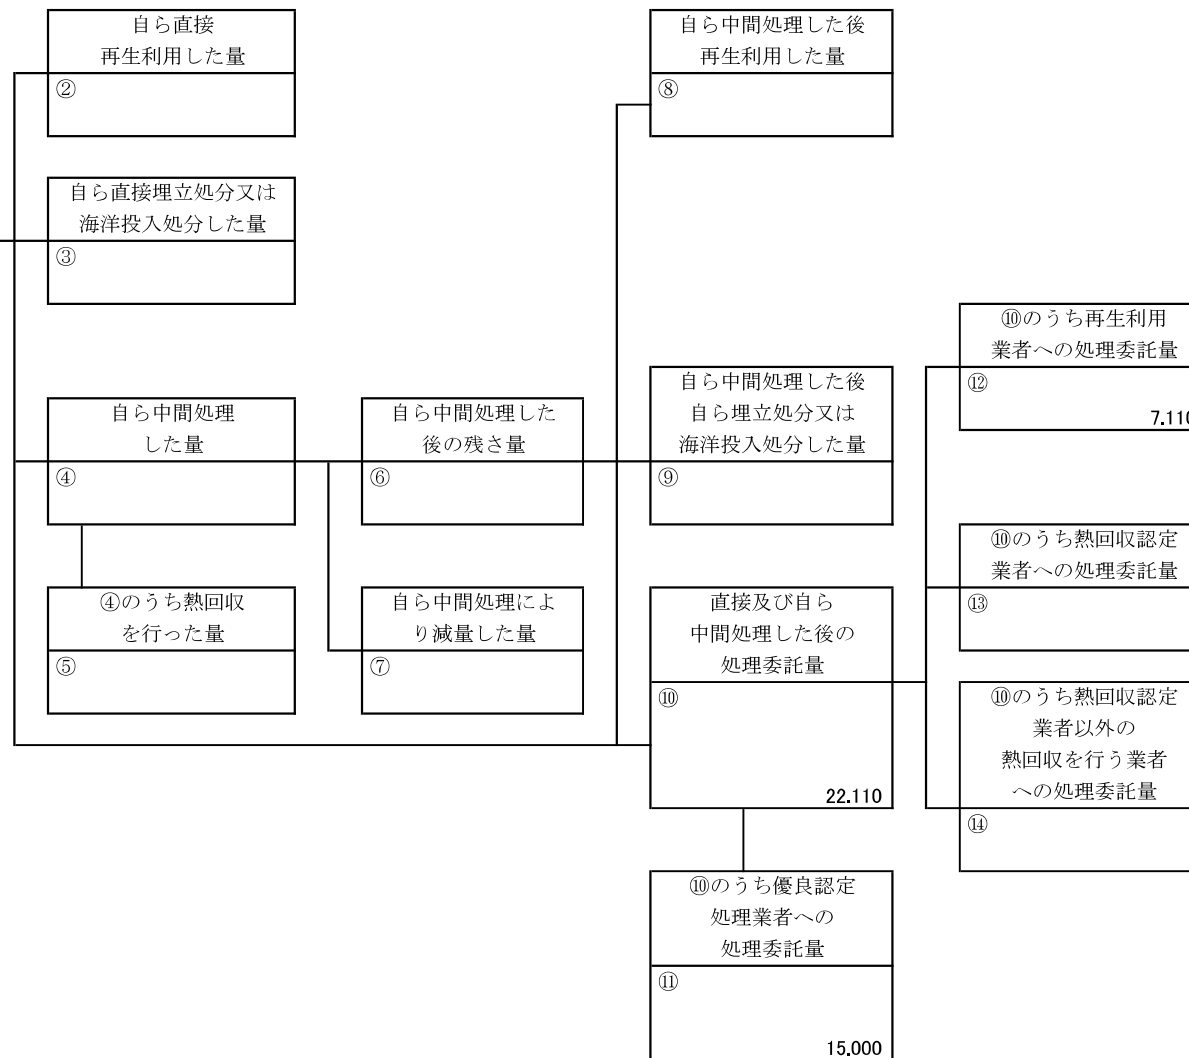 自ら直接
再生利用した量
②
自ら中間処理した後
再生利用した量
⑧
自ら直接埋立処分又は
海洋投入処分した量
③
⑩のうち再生利用
業者への処理委託量
⑫
7.110
自ら中間処理
した量
④
自ら中間処理した
後の残さ量
⑥
自ら中間処理した後
自ら埋立処分又は
海洋投入処分した量
⑨
⑩のうち熱回収認定
業者への処理委託量
⑬
④のうち熱回収
を行った量
⑤
自ら中間処理によ
り減量した量
⑦
直接及び自ら
中間処理した後の
処理委託量
⑩
22.110
⑩のうち熱回収認定
業者以外の
熱回収を行う業者
への処理委託量
⑭
⑩のうち優良認定
処理業者への
処理委託量
⑪
15.000